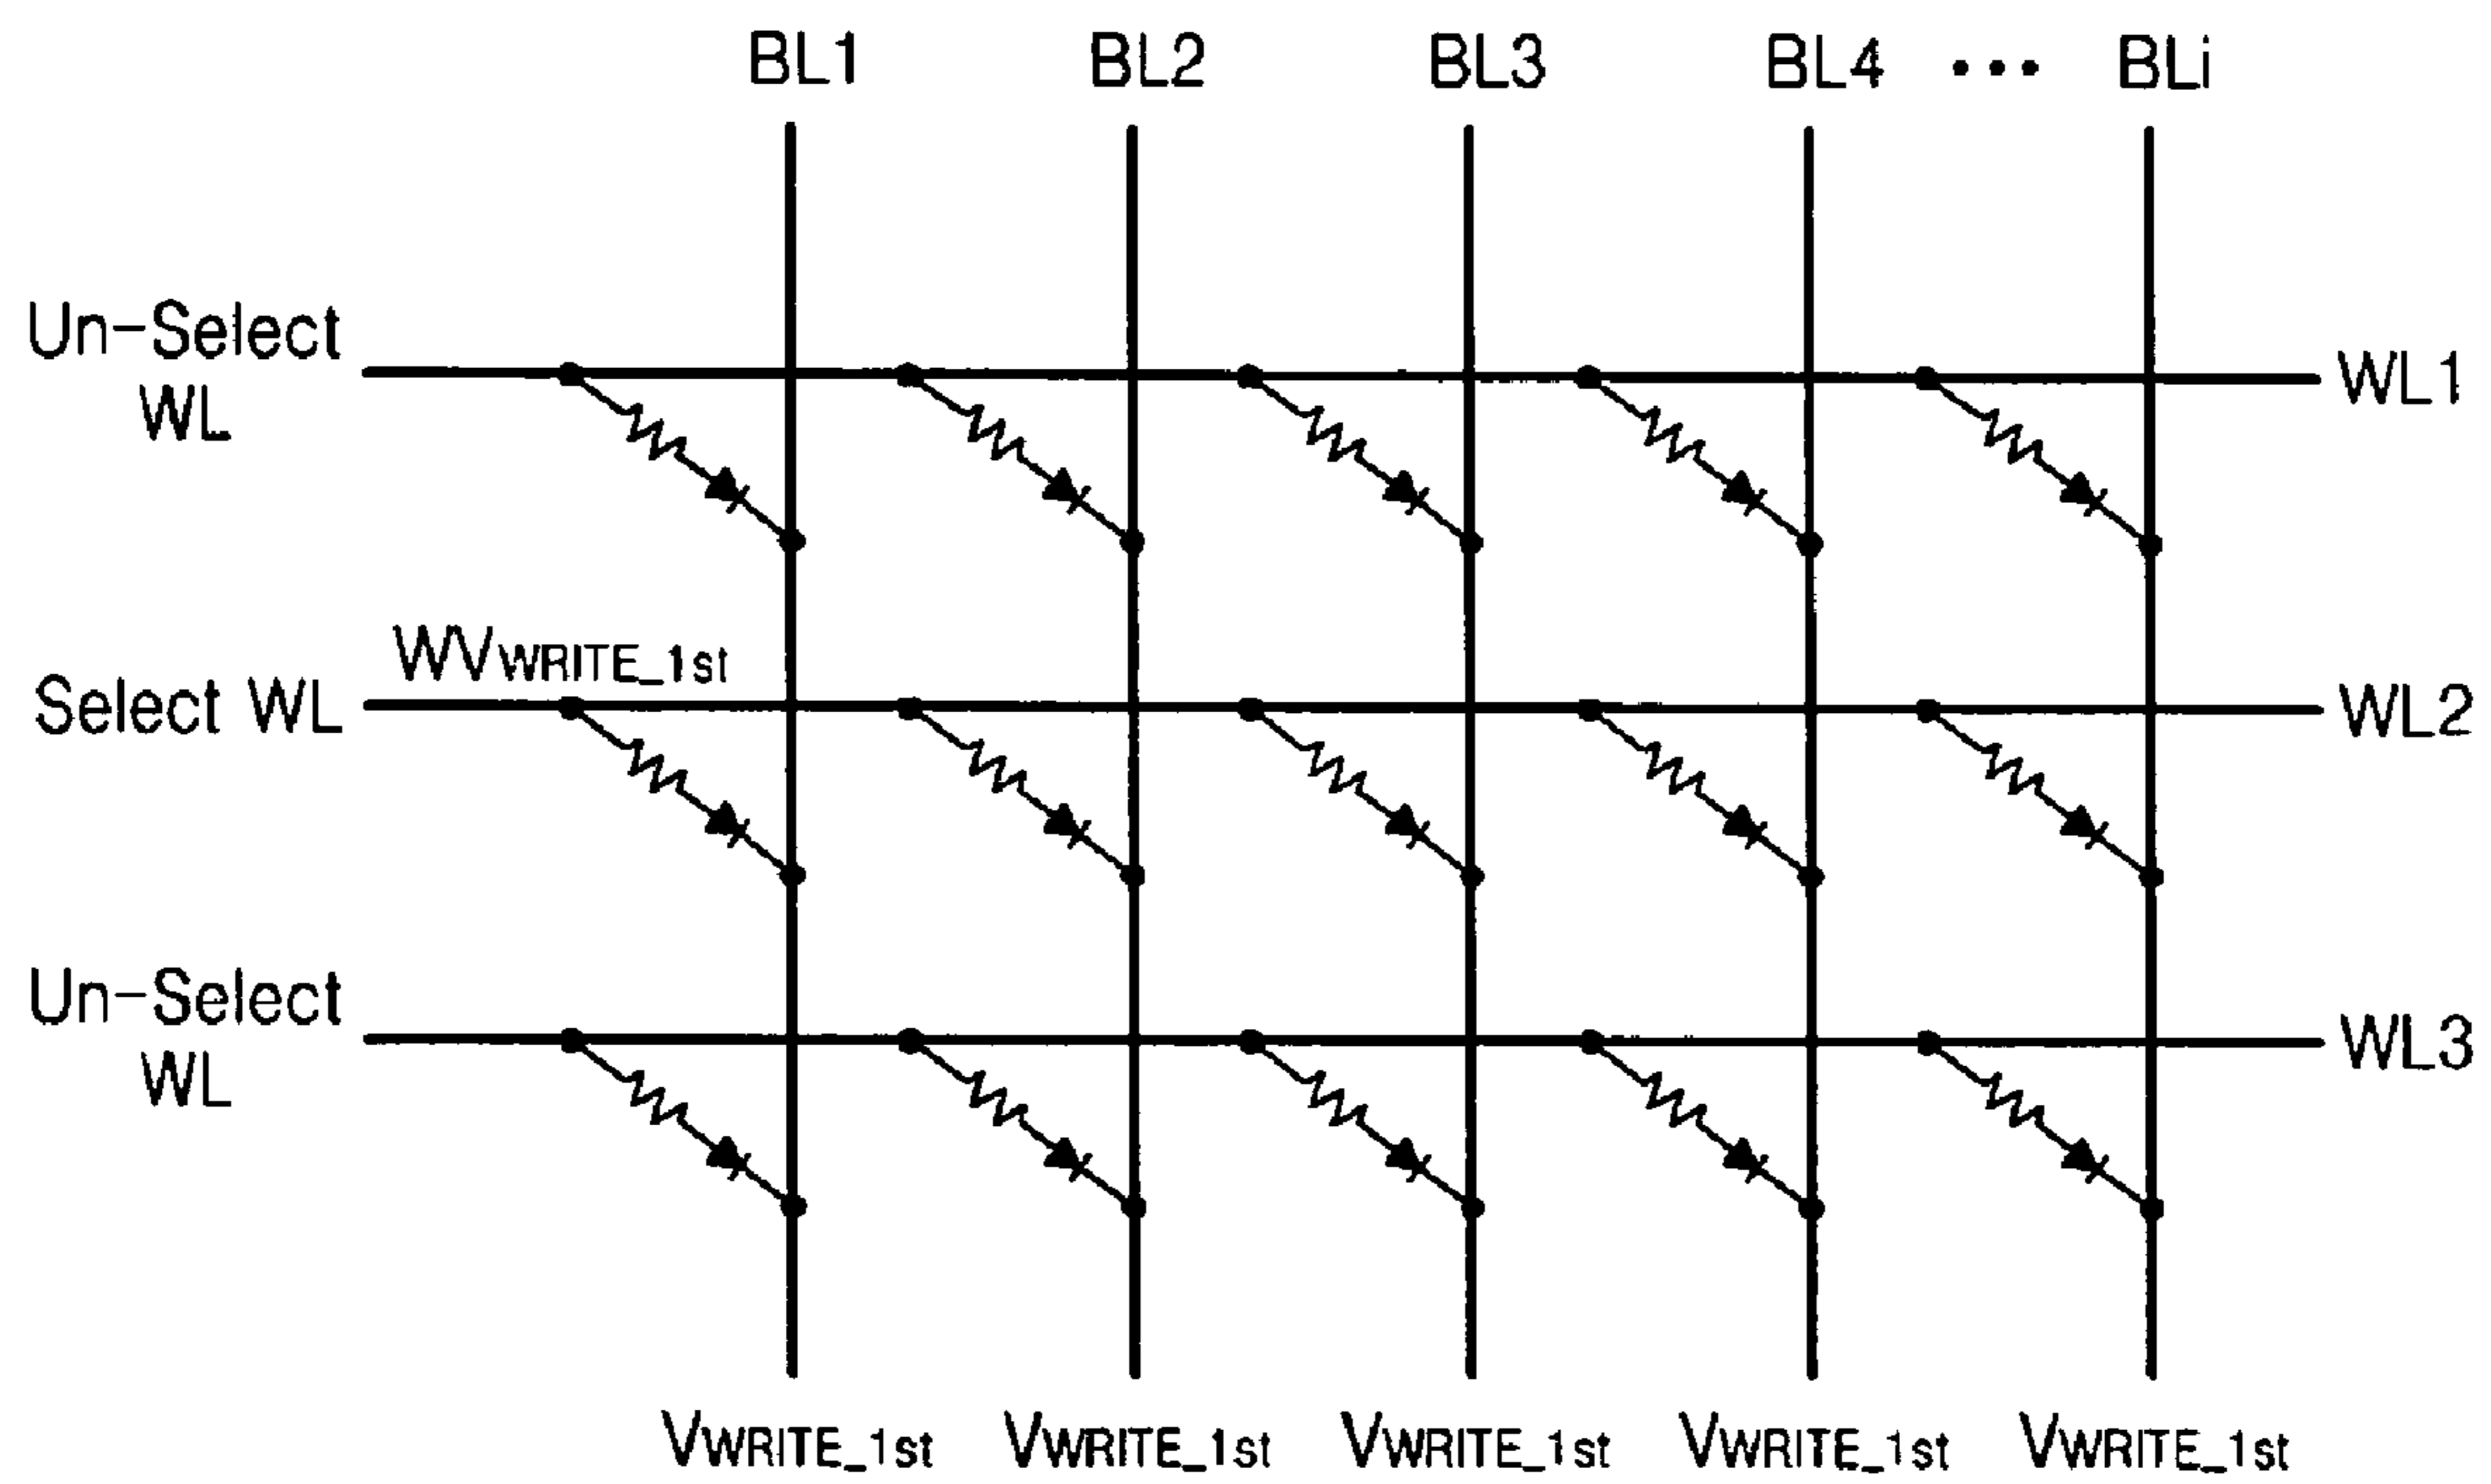 BL1 BL2 BL3 BL4 ••• BLi
Un-Select
WL
WL1
WVWRITE_1st
Select WL
WL2
Un-Select
WL
WL3
VWRITE_1st VWRITE_1st VWRITE_1st VWRITE_1st VWRITE_1st